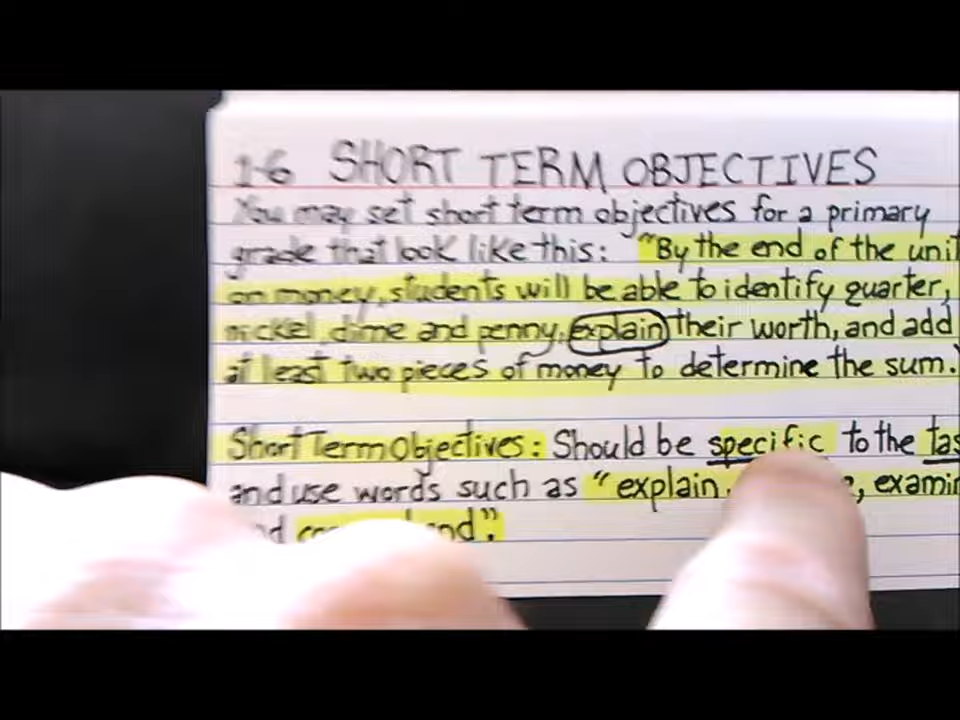 1-6 SHORT TERM OBJECTIVES
You may set short term objectives for a primary
grade that look like this: "By the end of the unit
on money, students will be able to identify quarter,
nickel, dime and penny, explain their worth, and add
at least two pieces of money to determine the sum."
Short Term Objectives: Should be specific to the
and use words such as "explain,